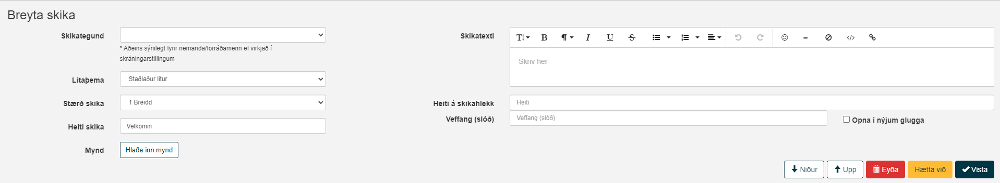 Breyta skika
Skikategund
* Aðeins sýnilegt fyrir nemanda/forráðamenn ef virkjað í
skráningarstillingum
Litaþema
Staðlaður litur
Stærð skika
1 Breidd
Heiti skika
Velkomin
Mynd
Hlaða inn mynd
Skikatexti
Skriv her
Heiti á skikahlekk
Heiti
Veffang (slóð)
Veffang (slóð)
Opna í nýjum glugga
Niður
Upp
Eyða
Hætta við
Vista